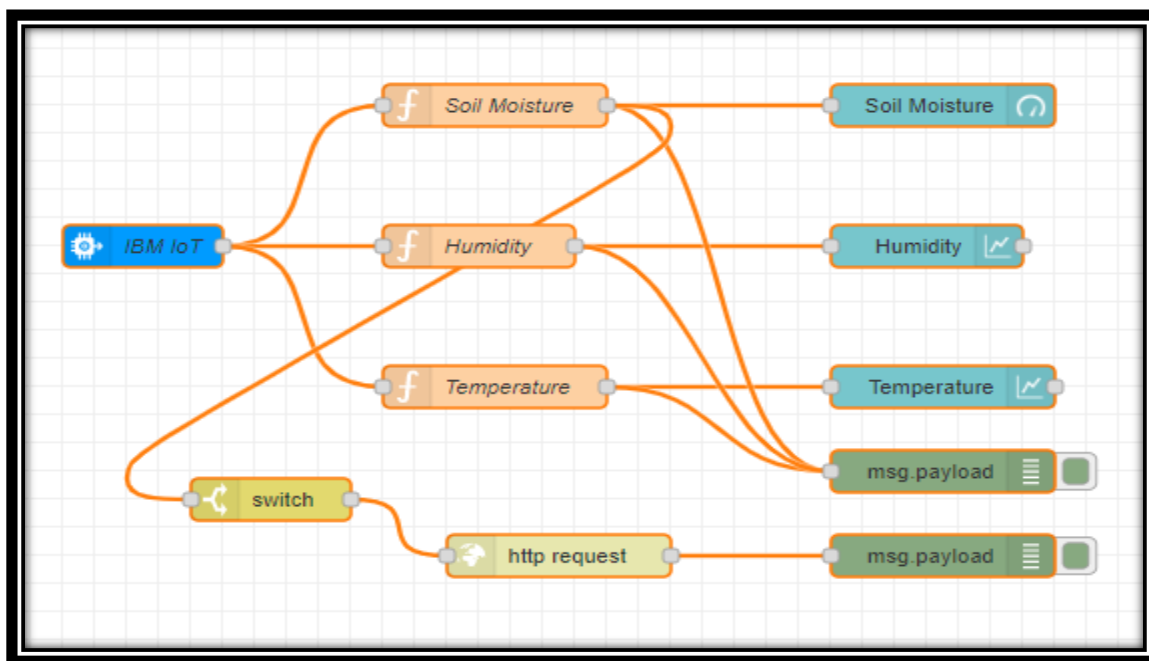 Soil Moisture
Soil Moisture
IBM IoT
Humidity
Humidity
Temperature
Temperature
msg.payload
switch
http request
msg.payload